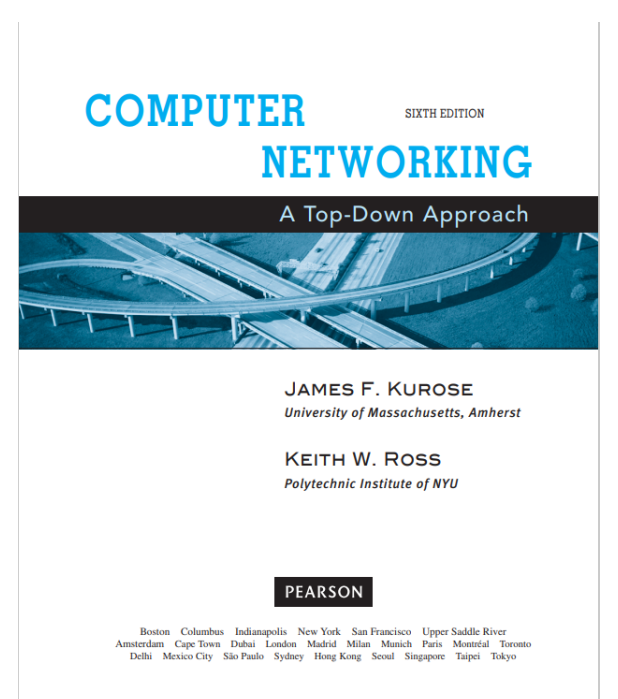 COMPUTER
SIXTH EDITION
NETWORKING
A Top-Down Approach
JAMES F. KUROSE
University of Massachusetts, Amherst
KEITH W. ROSS
Polytechnic Institute of NYU
PEARSON
Boston Columbus Indianapolis New York San Francisco Upper Saddle River
Amsterdam Cape Town Dubai London Madrid Milan Munich Paris Montréal Toronto
Delhi Mexico City São Paulo Sydney Hong Kong Seoul Singapore Taipei Tokyo